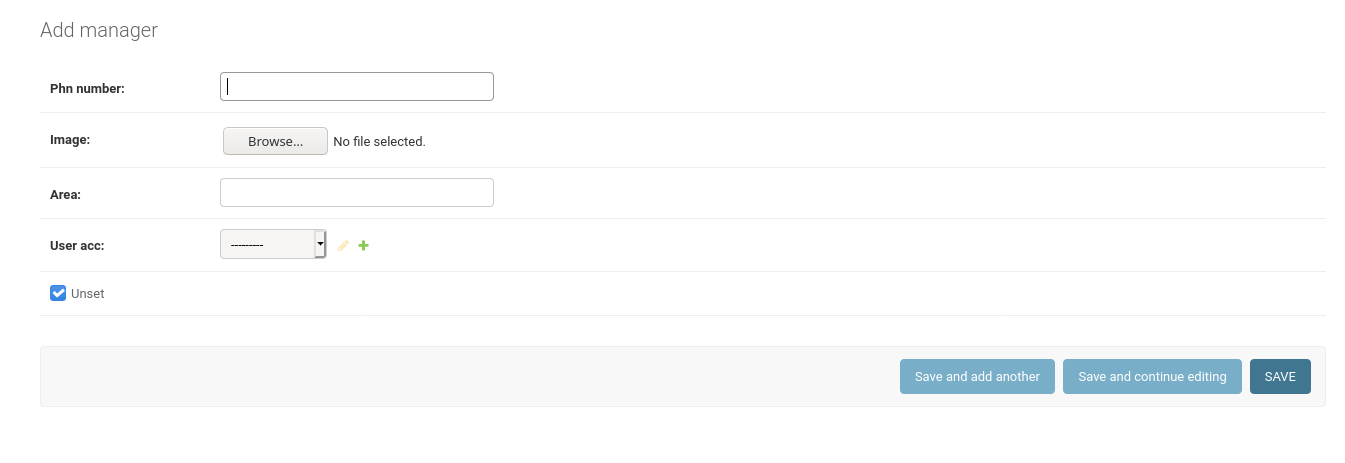 Add manager
Phn number:
Image: Browse... No file selected.
Area:
User acc: ---------
Unset
Save and add another Save and continue editing SAVE